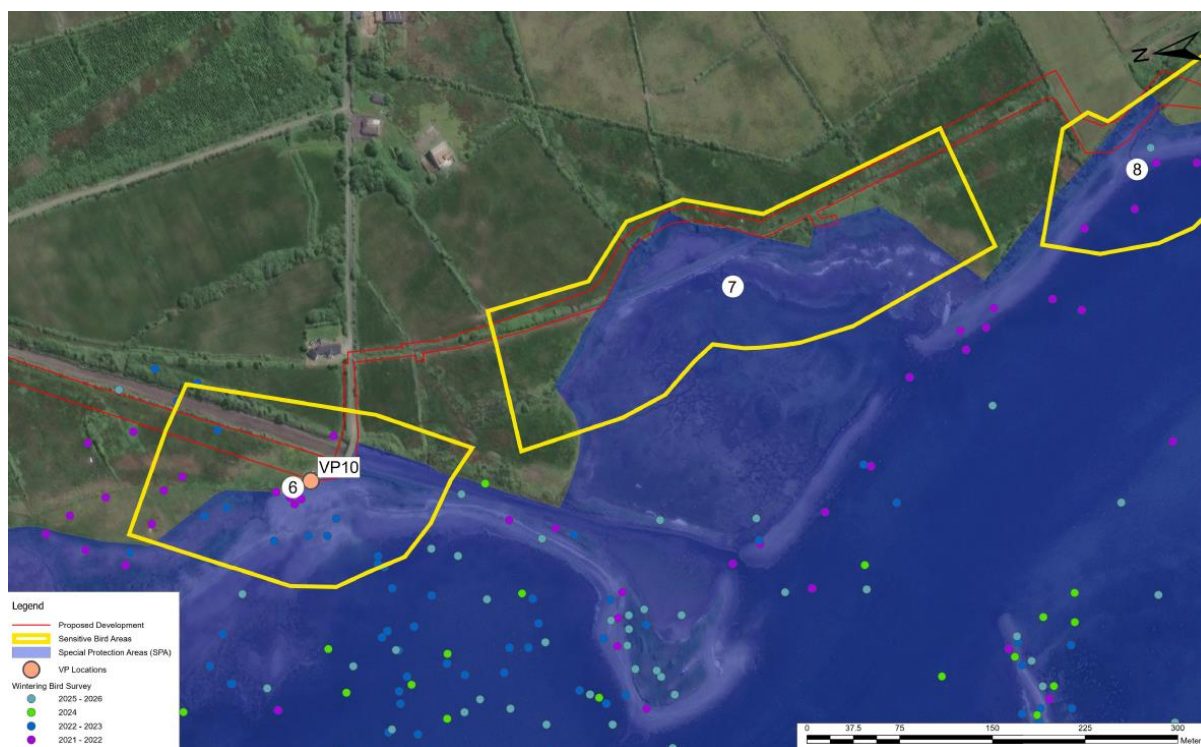 N
8
7
VP10
6
Legend
Proposed Development
Sensitive Bird Areas
Special Protection Areas (SPA)
VP Locations
Wintering Bird Survey
2025 - 2026
2024
2022 - 2023
2021 - 2022
0 37.5 75 150 225 300